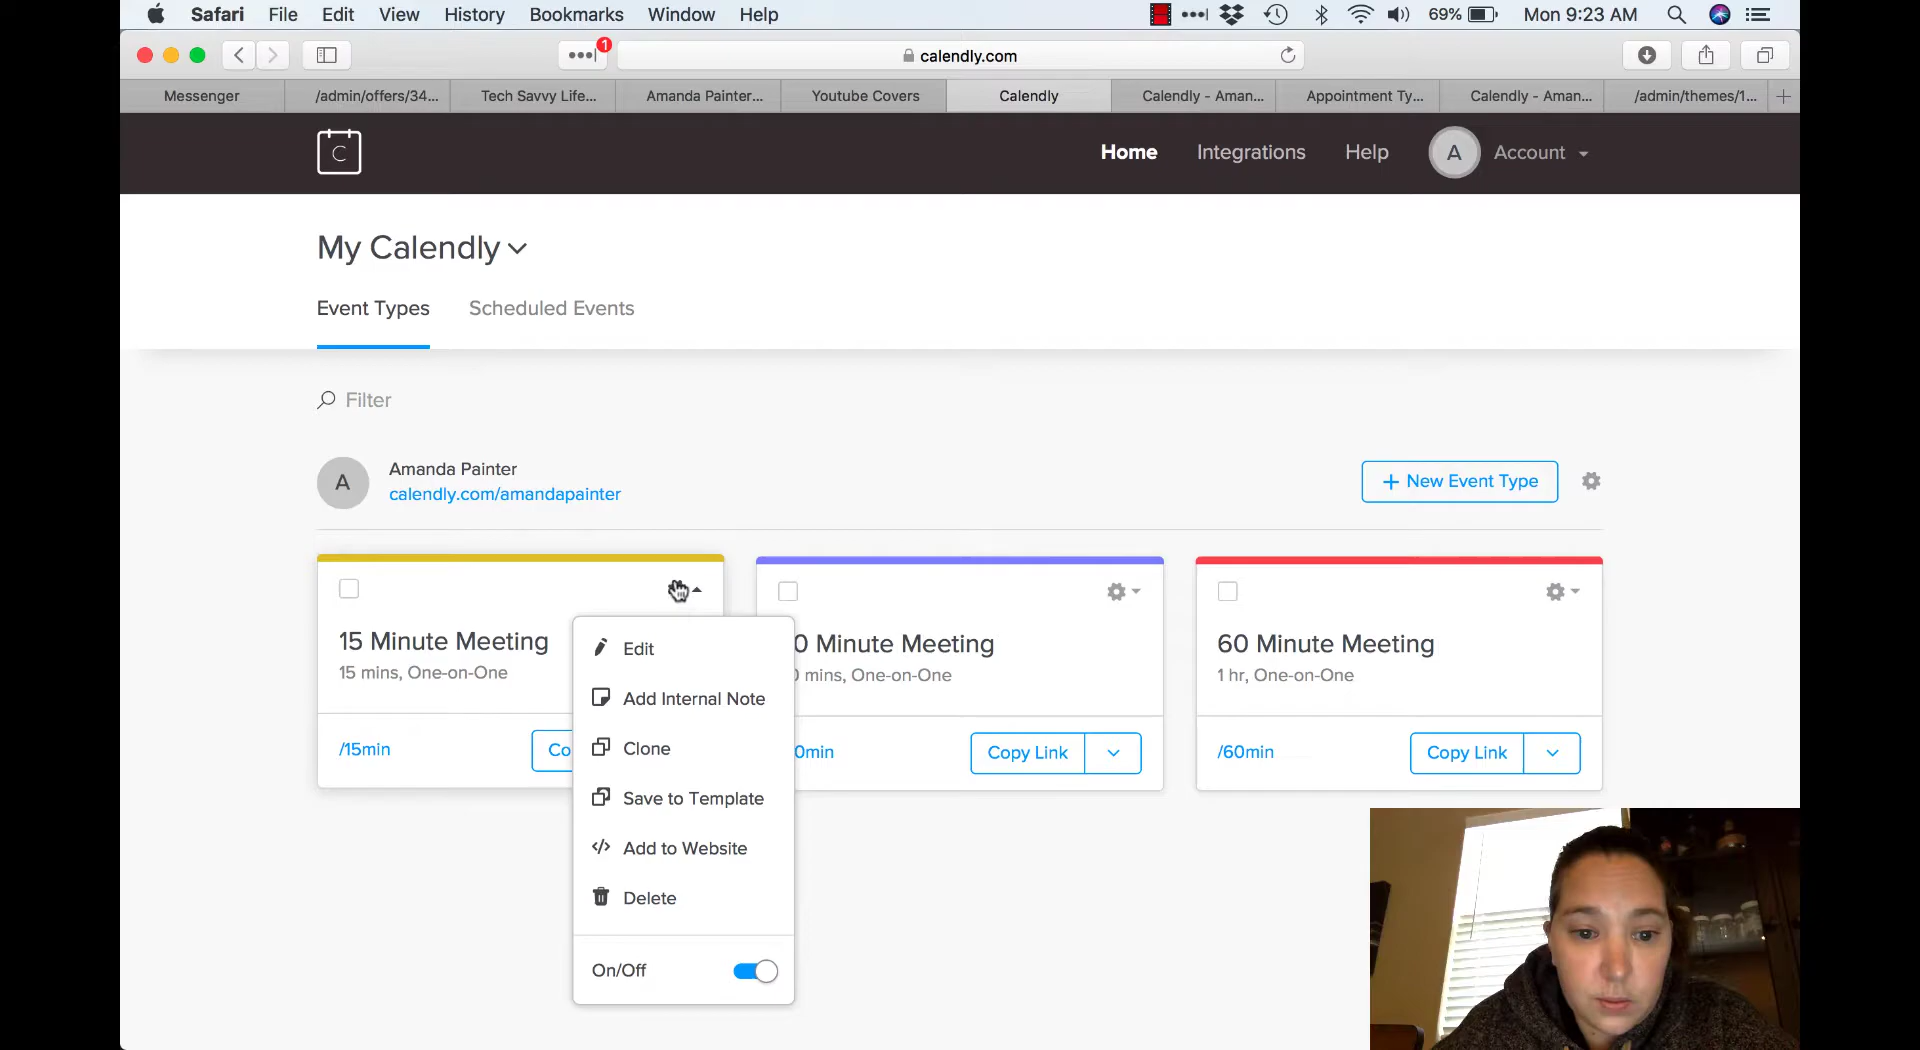 Safari File Edit View History Bookmarks Window Help 69% Mon 9:23 AM
1
calendly.com
Messenger /admin/offers/34... Tech Savvy Life... Amanda Painter... Youtube Covers Calendly Calendly - Aman... Appointment Ty... Calendly - Aman... /admin/themes/1...
C Home Integrations Help A Account
My Calendly
Event Types Scheduled Events
Filter
A Amanda Painter
calendly.com/amandapainter
+ New Event Type
15 Minute Meeting
15 mins, One-on-One
/15min Co
Edit
Add Internal Note
Clone
Save to Template
Add to Website
Delete
On/Off
0 Minute Meeting
mins, One-on-One
0min Copy Link
60 Minute Meeting
1 hr, One-on-One
/60min Copy Link